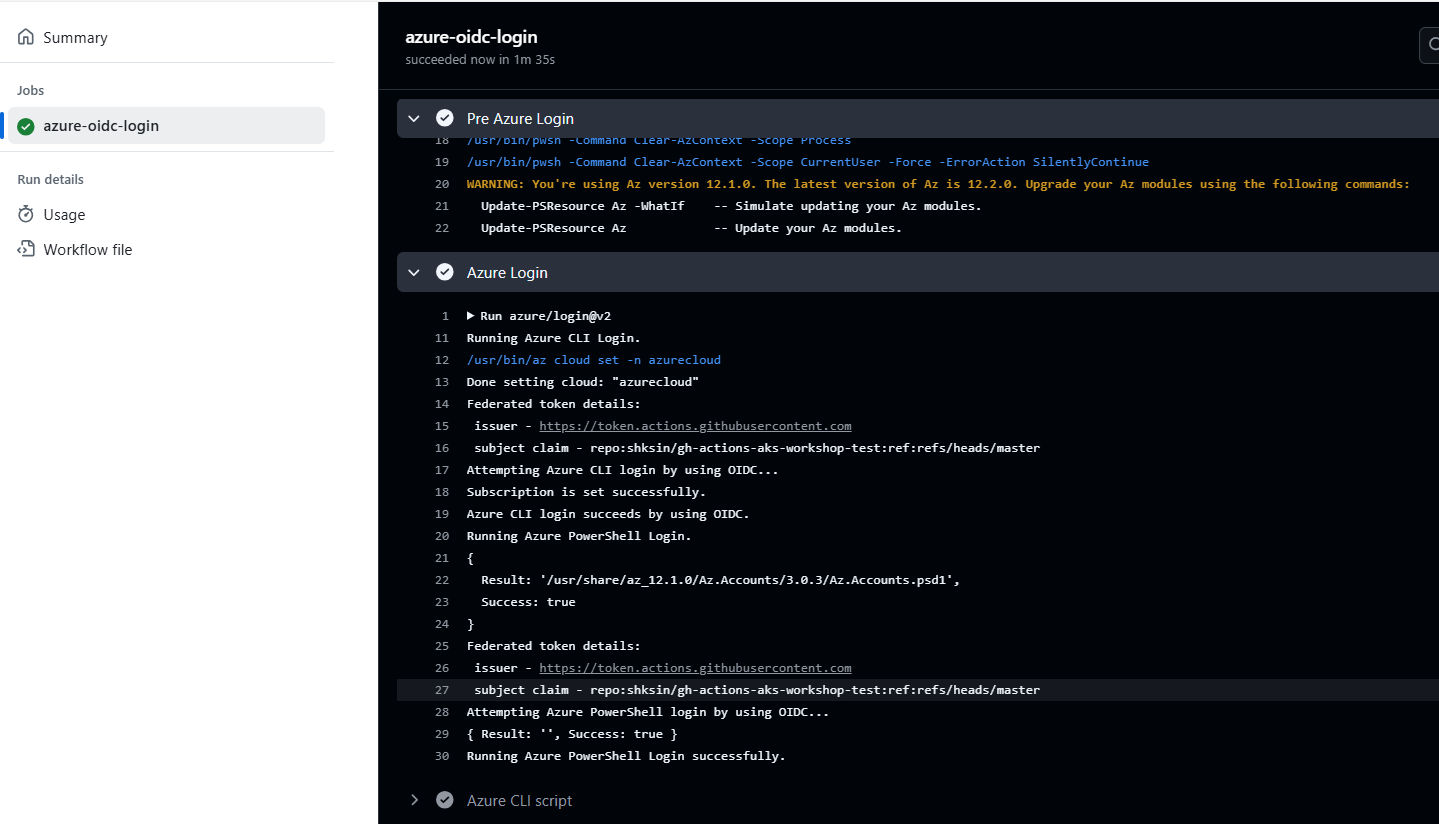 Summary
Jobs
azure-oidc-login
Run details
Usage
Workflow file
azure-oidc-login
succeeded now in 1m 35s
Pre Azure Login
18 /usr/bin/pwsh -Command Clear-AzContext -Scope Process
19 /usr/bin/pwsh -Command Clear-AzContext -Scope CurrentUser -Force -ErrorAction SilentlyContinue
20 WARNING: You're using Az version 12.1.0. The latest version of Az is 12.2.0. Upgrade your Az modules using the following commands:
21 Update-PSResource Az -WhatIf -- Simulate updating your Az modules.
22 Update-PSResource Az -- Update your Az modules.
Azure Login
1 Run azure/login@v2
11 Running Azure CLI Login.
12 /usr/bin/az cloud set -n azurecloud
13 Done setting cloud: "azurecloud"
14 Federated token details:
15 issuer - https://token.actions.githubusercontent.com
16 subject claim - repo:shksin/gh-actions-aks-workshop-test:ref:refs/heads/master
17 Attempting Azure CLI login by using OIDC...
18 Subscription is set successfully.
19 Azure CLI login succeeds by using OIDC.
20 Running Azure PowerShell Login.
21 {
22 Result: '/usr/share/az_12.1.0/Az.Accounts/3.0.3/Az.Accounts.psd1',
23 Success: true
24 }
25 Federated token details:
26 issuer - https://token.actions.githubusercontent.com
27 subject claim - repo:shksin/gh-actions-aks-workshop-test:ref:refs/heads/master
28 Attempting Azure PowerShell login by using OIDC...
29 { Result: '', Success: true }
30 Running Azure PowerShell Login successfully.
Azure CLI script